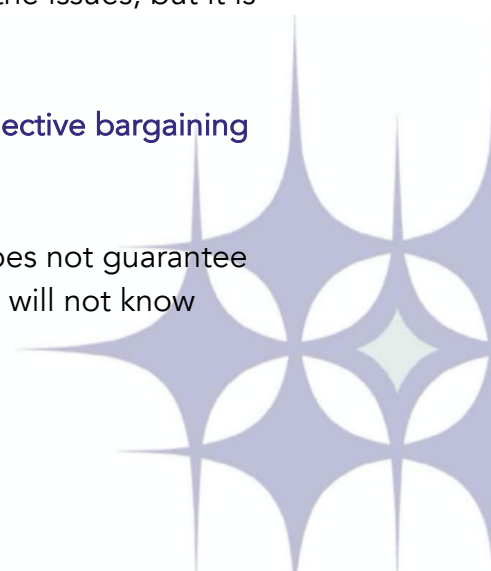 the issues, but it is
ective bargaining
oes not guarantee
will not know